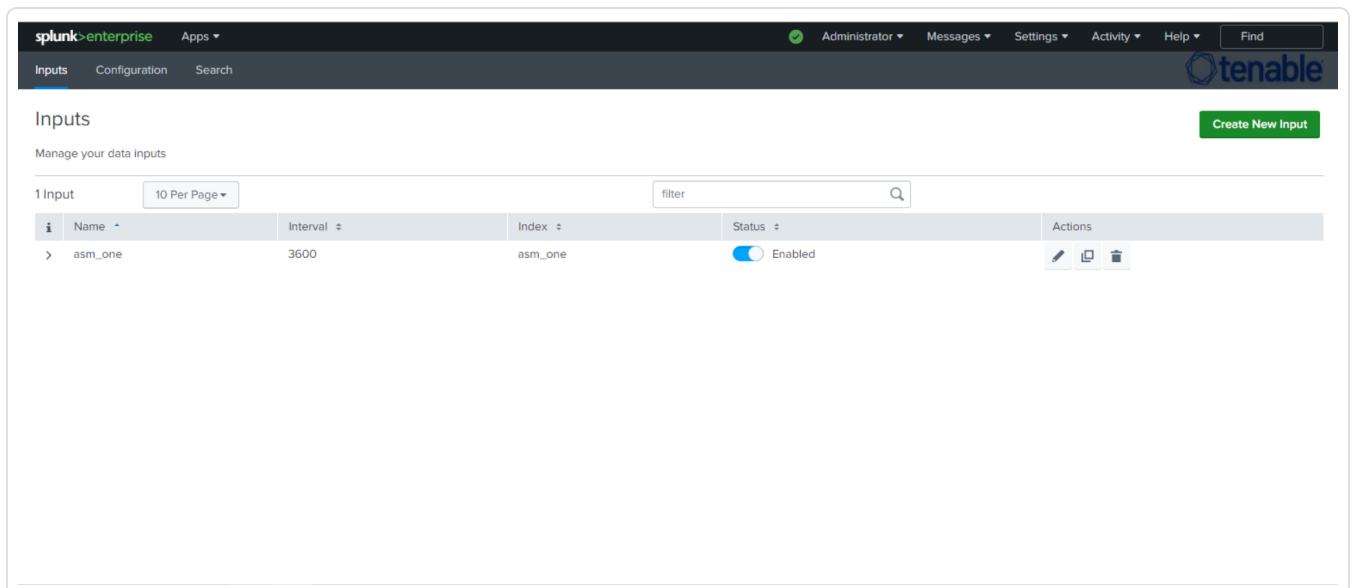 splunk>enterprise Apps Administrator Messages Settings Activity Help Find
Inputs Configuration Search tenable
Inputs
Create New Input
Manage your data inputs
1 Input 10 Per Page filter
i Name Interval Index Status Actions
asm_one 3600 asm_one Enabled